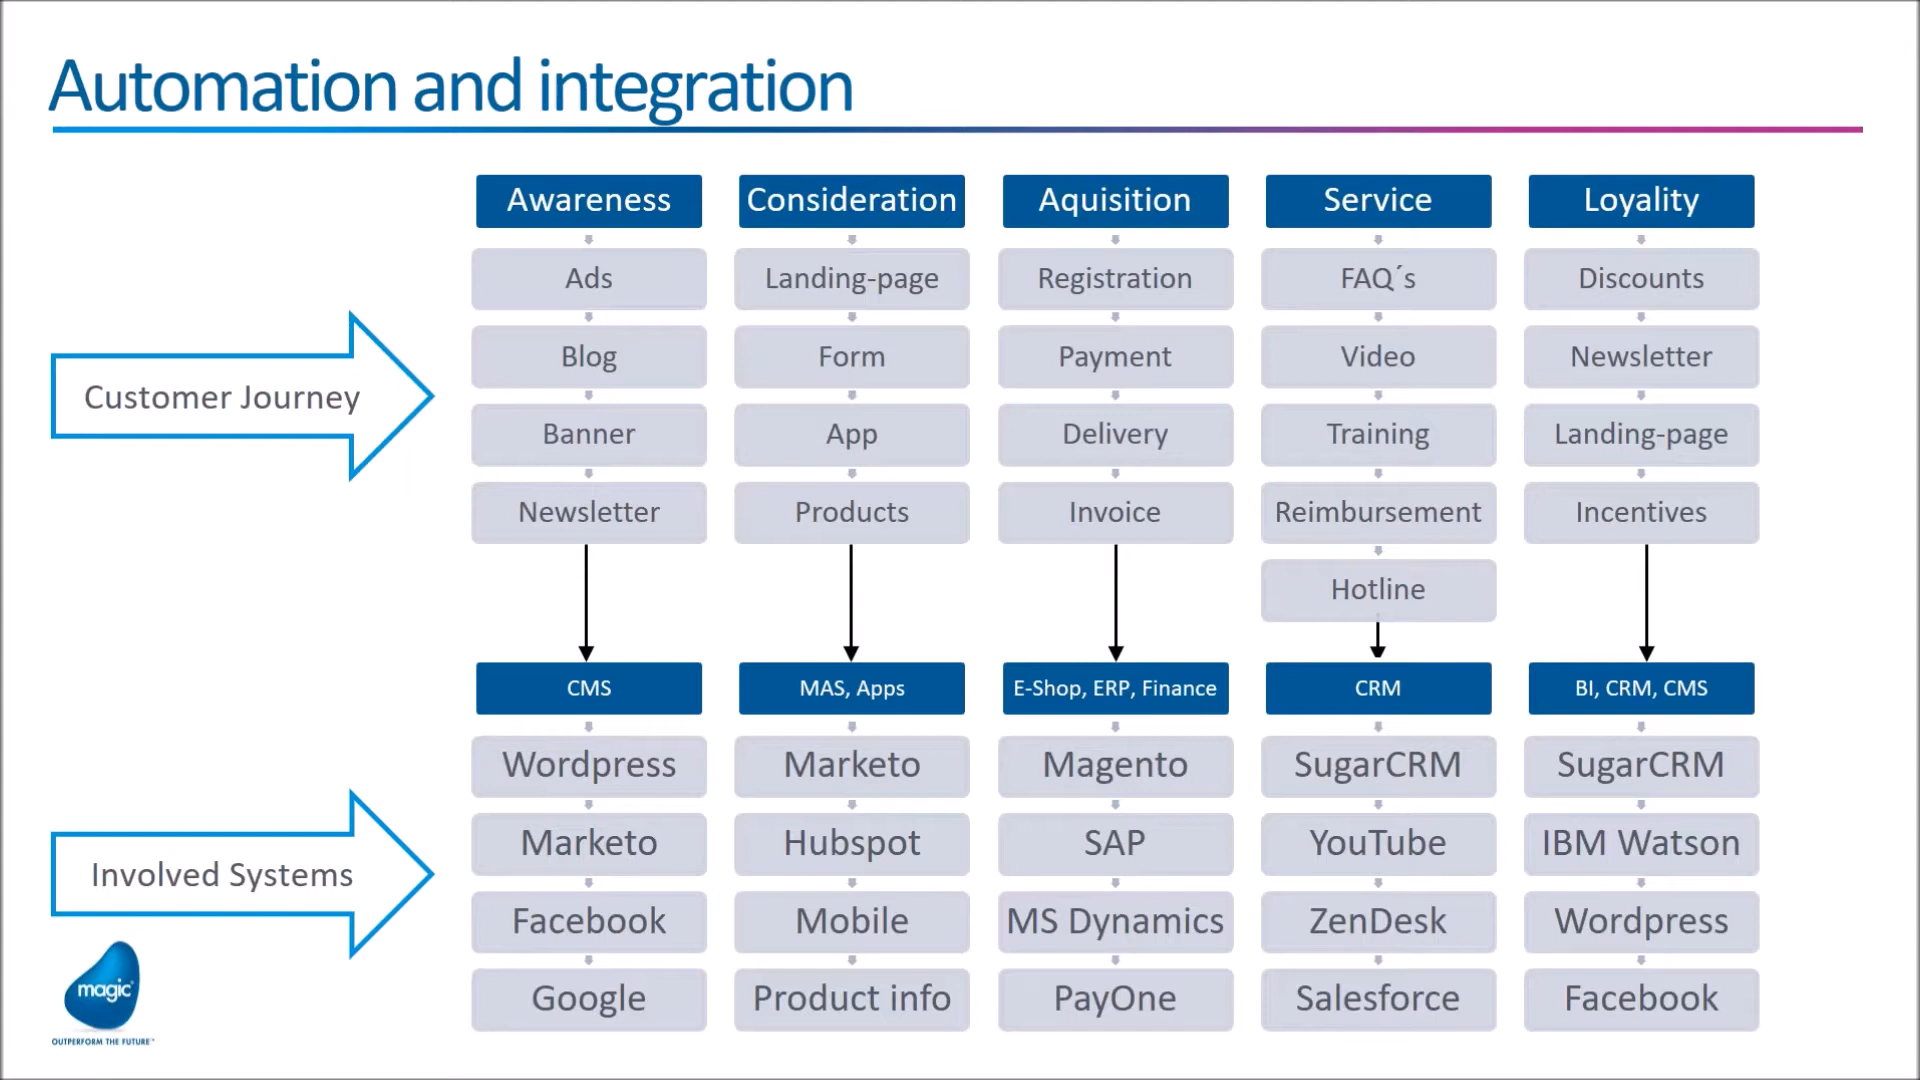 Automation and integration
Awareness
Consideration
Aquisition
Service
Loyality
Ads
Landing-page
Registration
FAQ´s
Discounts
Blog
Form
Payment
Video
Newsletter
Customer Journey
Banner
App
Delivery
Training
Landing-page
Newsletter
Products
Invoice
Reimbursement
Incentives
Hotline
CMS
MAS, Apps
E-Shop, ERP, Finance
CRM
BI, CRM, CMS
Wordpress
Marketo
Magento
SugarCRM
SugarCRM
Marketo
Hubspot
SAP
YouTube
IBM Watson
Involved Systems
Facebook
Mobile
MS Dynamics
ZenDesk
Wordpress
Google
Product info
PayOne
Salesforce
Facebook
magic
OUTPERFORM THE FUTURE™